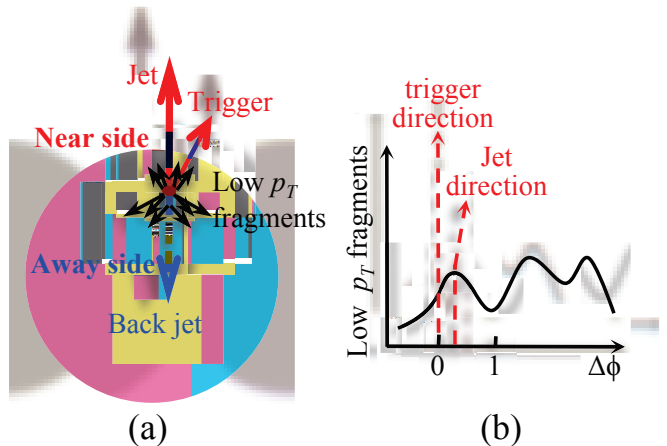 Jet
Trigger
Near side
Low p_T
fragments
Away side
Back jet
(a)
Low p_T fragments
trigger
direction
Jet
direction
0
1
Δϕ
(b)